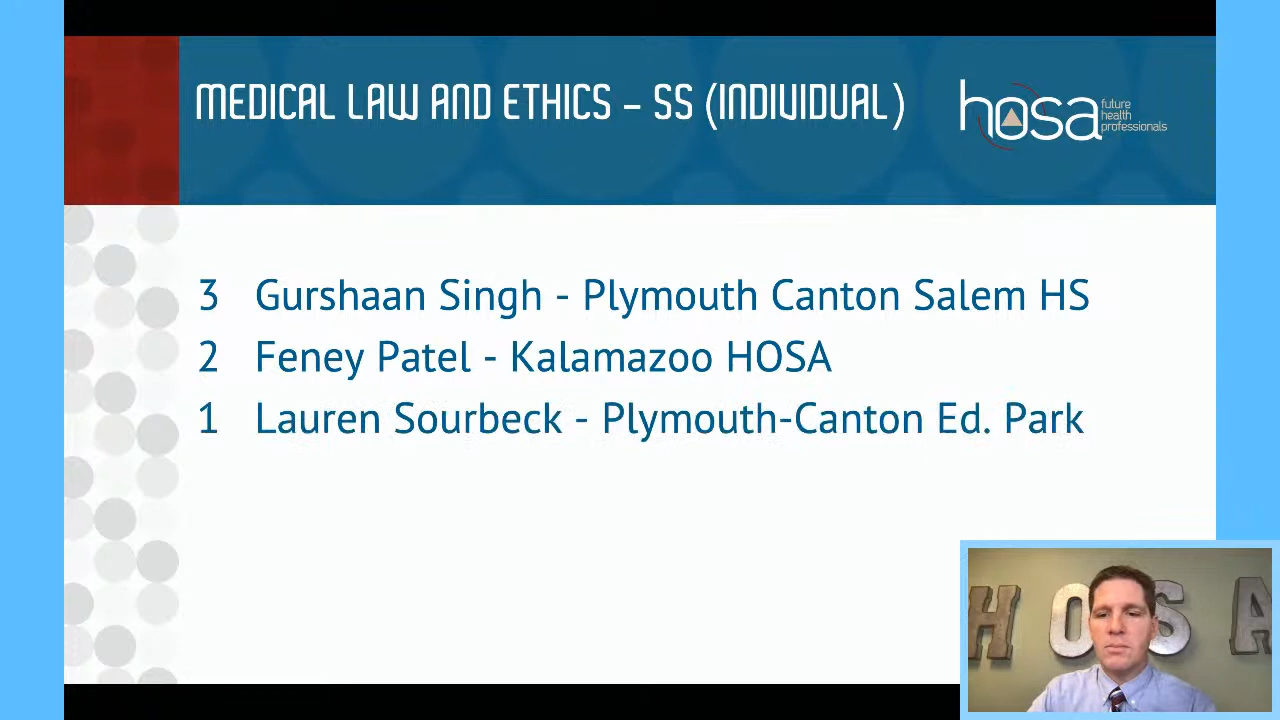 MEDICAL LAW AND ETHICS – SS (INDIVIDUAL)
hosa
future
health
professionals
3 Gurshaan Singh - Plymouth Canton Salem HS
2 Feney Patel - Kalamazoo HOSA
1 Lauren Sourbeck - Plymouth-Canton Ed. Park
HOSA